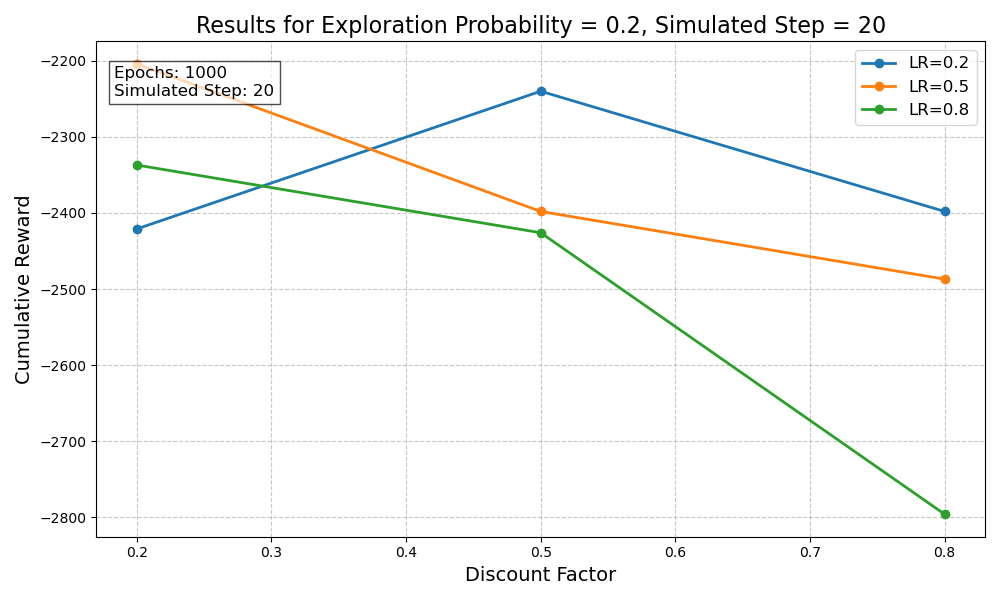 Results for Exploration Probability = 0.2, Simulated Step = 20
Epochs: 1000
Simulated Step: 20
LR=0.2
LR=0.5
LR=0.8
Cumulative Reward
−2200
−2300
−2400
−2500
−2600
−2700
−2800
0.2 0.3 0.4 0.5 0.6 0.7 0.8
Discount Factor